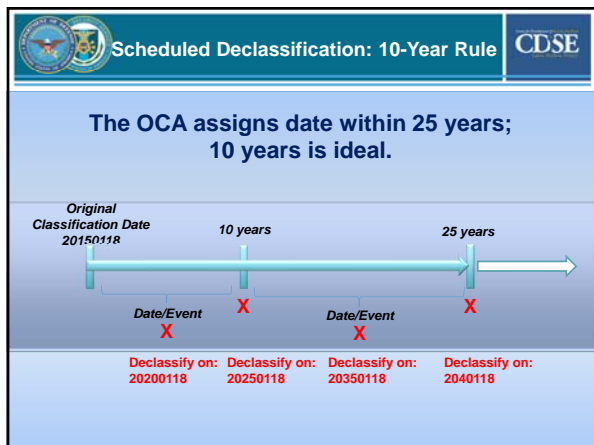 Scheduled Declassification: 10-Year Rule
CDSE
The OCA assigns date within 25 years;
10 years is ideal.
Original
Classification Date
20150118
10 years
25 years
Date/Event
X
X
Date/Event
X
X
Declassify on:
20200118
Declassify on:
20250118
Declassify on:
20350118
Declassify on:
2040118